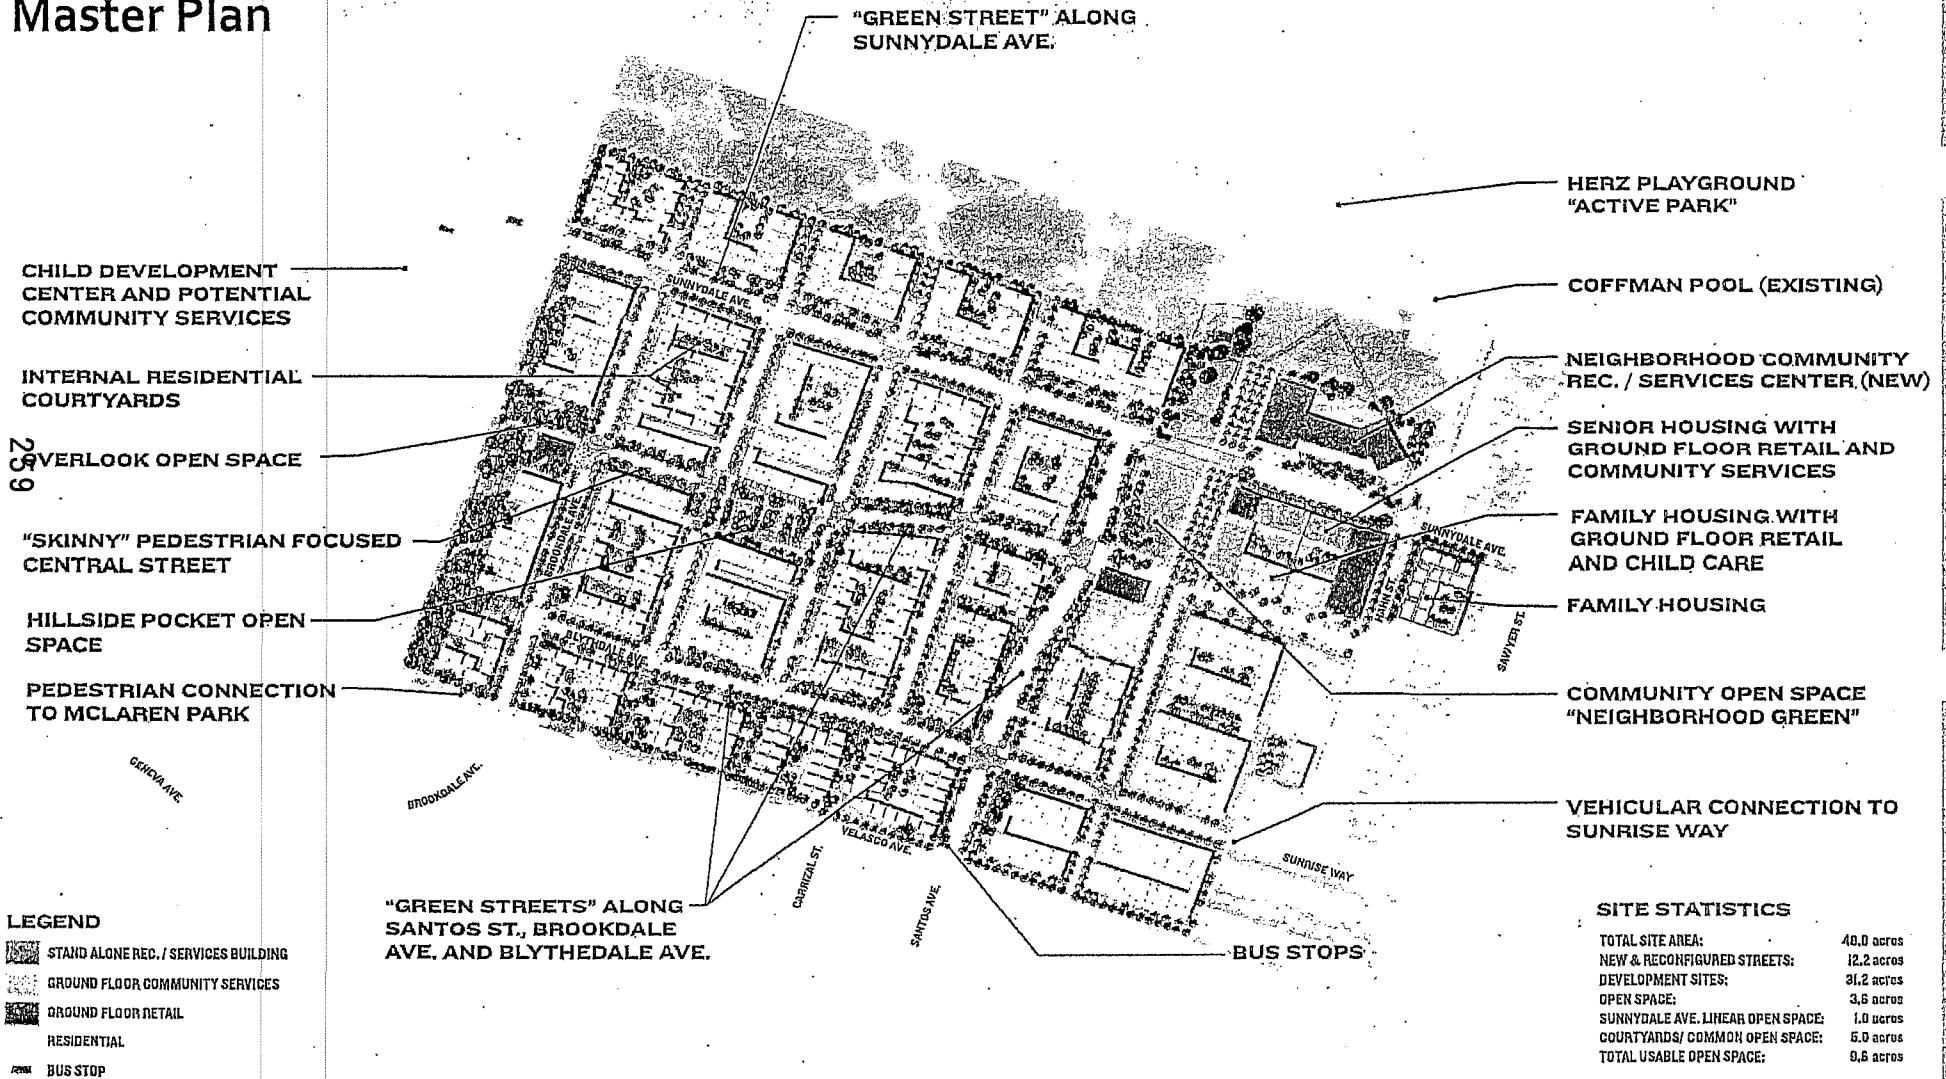 Master Plan
"GREEN STREET" ALONG
SUNNYDALE AVE.
HERZ PLAYGROUND
"ACTIVE PARK"
COFFMAN POOL (EXISTING)
NEIGHBORHOOD COMMUNITY
REC. / SERVICES CENTER (NEW)
SENIOR HOUSING WITH
GROUND FLOOR RETAIL AND
COMMUNITY SERVICES
FAMILY HOUSING WITH
GROUND FLOOR RETAIL
AND CHILD CARE
FAMILY HOUSING
COMMUNITY OPEN SPACE
"NEIGHBORHOOD GREEN"
VEHICULAR CONNECTION TO
SUNRISE WAY
CHILD DEVELOPMENT
CENTER AND POTENTIAL
COMMUNITY SERVICES
INTERNAL RESIDENTIAL
COURTYARDS
OVERLOOK OPEN SPACE
259
"SKINNY" PEDESTRIAN FOCUSED
CENTRAL STREET
HILLSIDE POCKET OPEN
SPACE
PEDESTRIAN CONNECTION
TO MCLAREN PARK
"GREEN STREETS" ALONG
SANTOS ST., BROOKDALE
AVE. AND BLYTHEDALE AVE.
BUS STOPS
SUNNYDALE AVE.
BROOKDALE AVE.
BLYTHDALE AVE.
SUNNYDALE AVE.
HAHN ST.
SAWYER ST.
GENEVA AVE.
BROOKDALE AVE.
CARRIZAL ST.
VELASCO AVE.
SANTOS AVE.
SUNRISE WAY
LEGEND
STAND ALONE REC. / SERVICES BUILDING
GROUND FLOOR COMMUNITY SERVICES
GROUND FLOOR RETAIL
RESIDENTIAL
BUS STOP
SITE STATISTICS
TOTAL SITE AREA: acres
NEW & RECONFIGURED STREETS: 12.2 acres
DEVELOPMENT SITES: 31.2 acres
OPEN SPACE: acres
SUNNYDALE AVE. LINEAR OPEN SPACE: 1.0 acres
COURTYARDS/ COMMON OPEN SPACE: 5.0 acres
TOTAL USABLE OPEN SPACE: acres